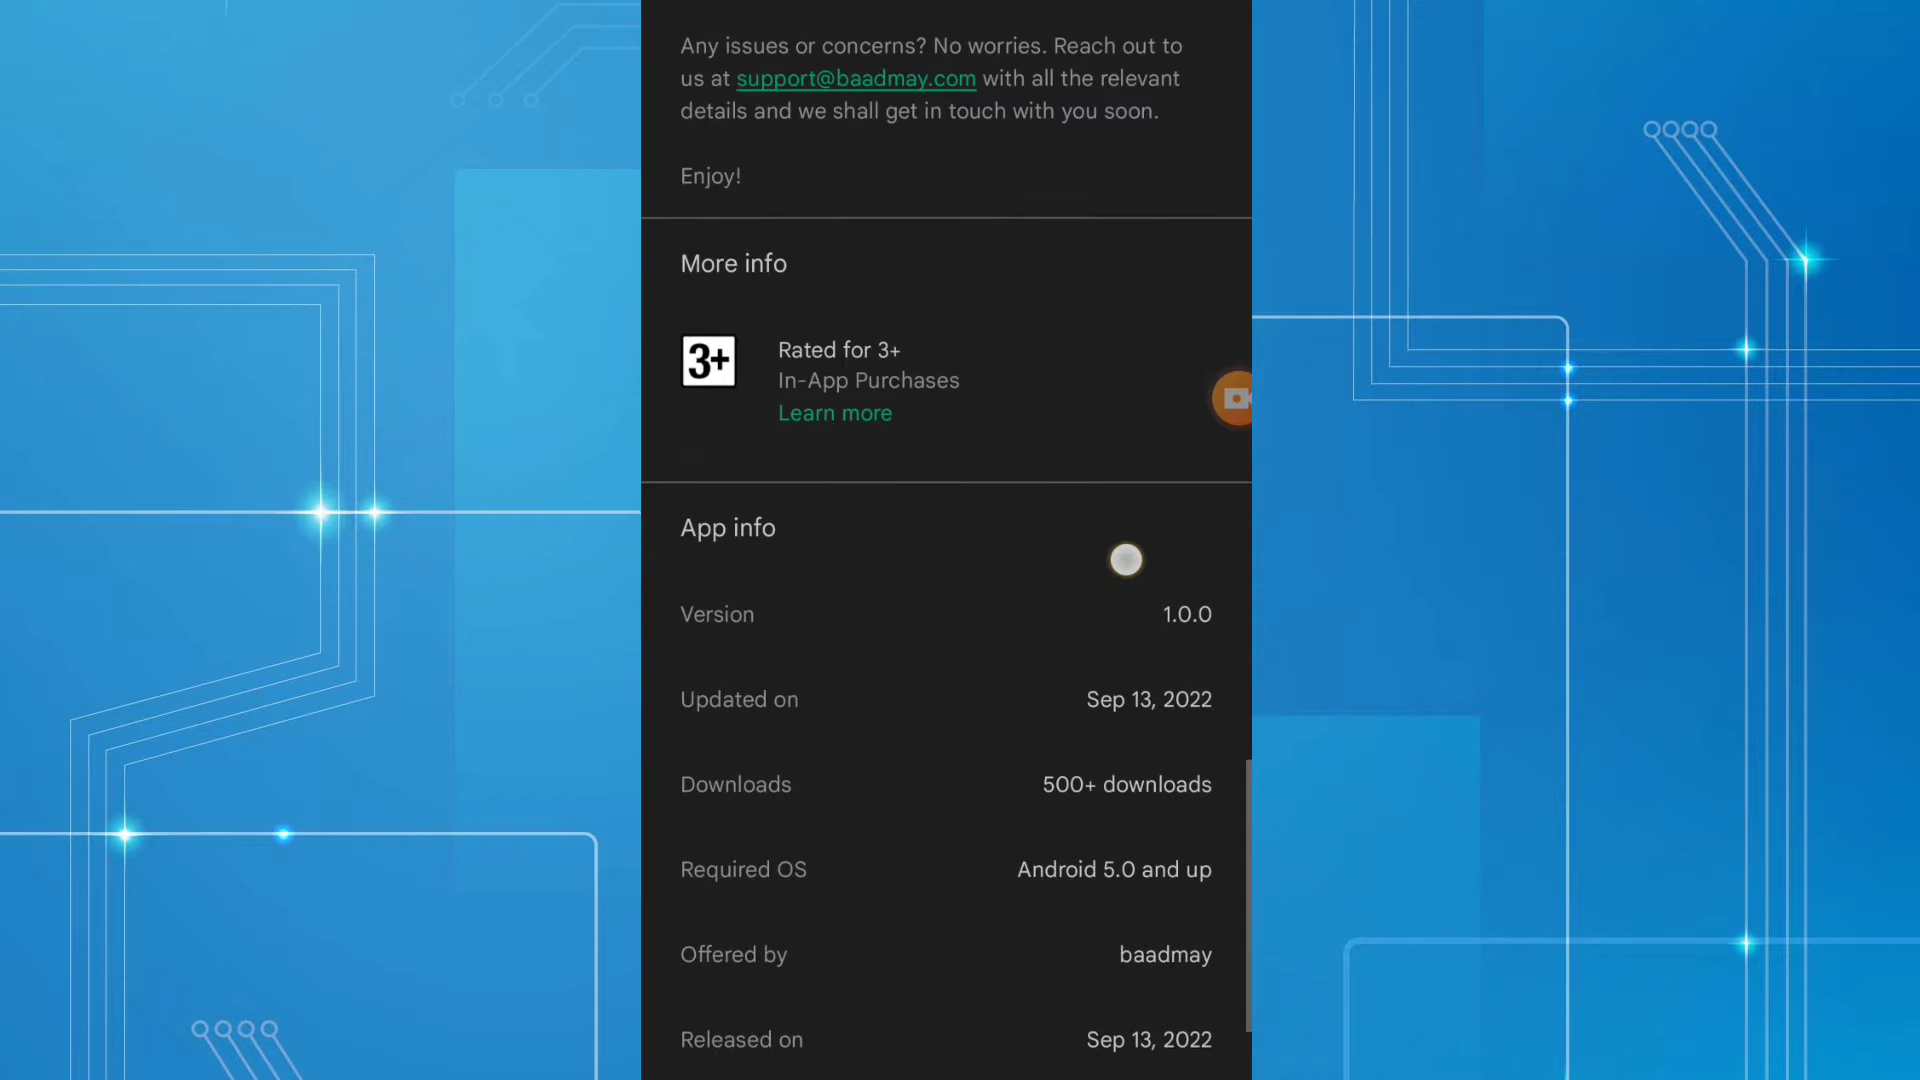 Any issues or concerns? No worries. Reach out to
us at support@baadmay.com with all the relevant
details and we shall get in touch with you soon.
Enjoy!
More info
3+
Rated for 3+
In-App Purchases
Learn more
App info
Version 1.0.0
Updated on Sep 13, 2022
Downloads 500+ downloads
Required OS Android 5.0 and up
Offered by baadmay
Released on Sep 13, 2022